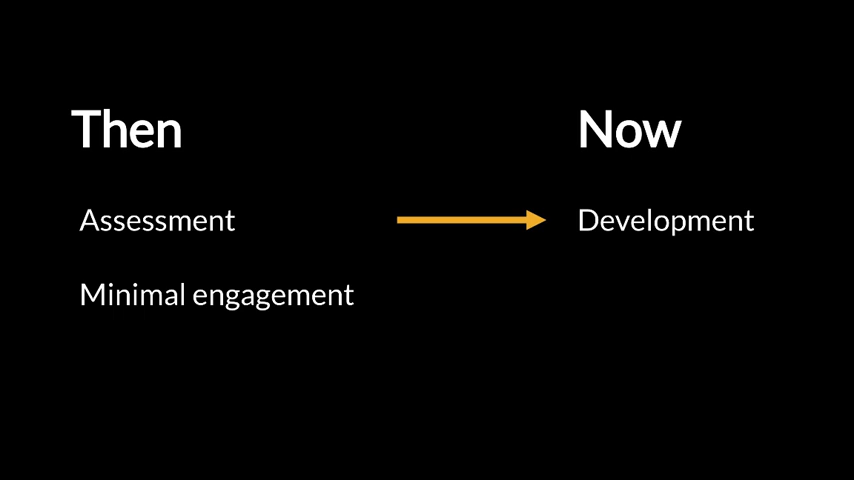 Then
Now
Assessment
Development
Minimal engagement